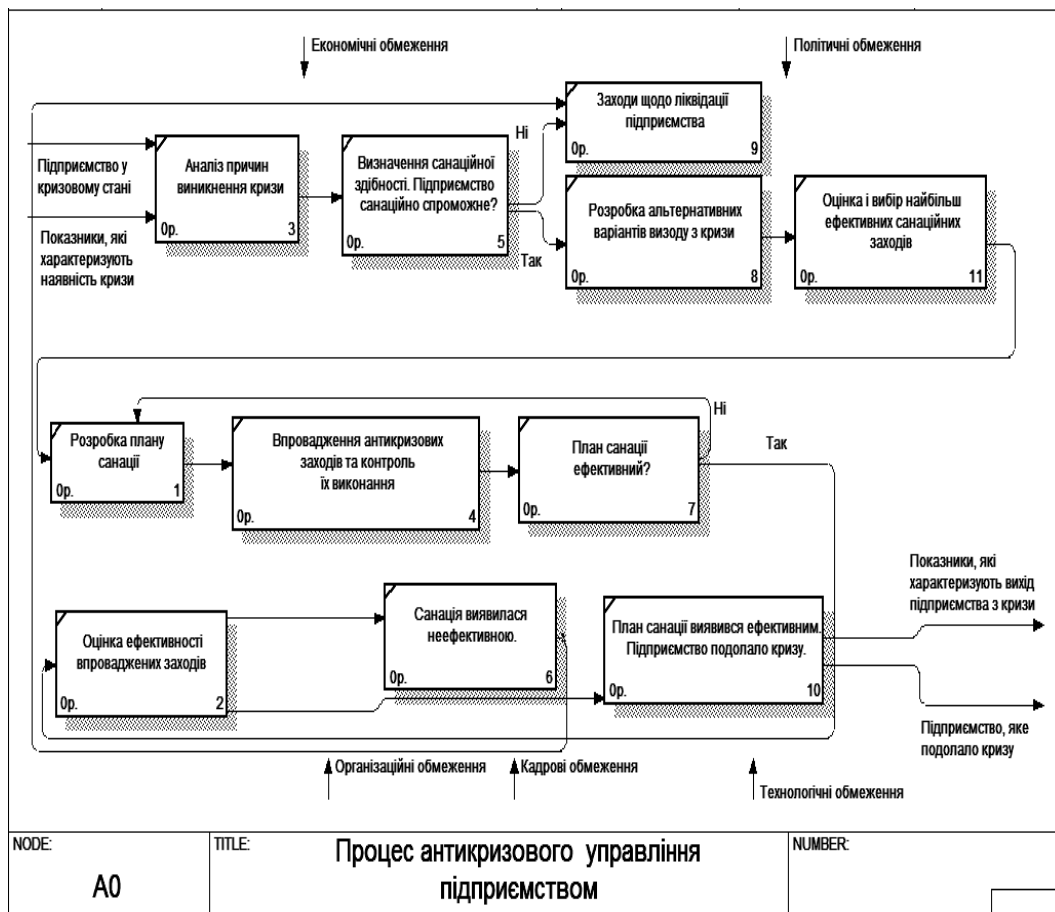 Економічні обмеження
Політичні обмеження
Підприємство у
кризовому стані
Показники, які
характеризують
наявність кризи
Аналіз причин
виникнення кризи
0р.
3
Визначення санаційної
здібності. Підприємство
санаційно спроможне?
0р.
5
Ні
Так
Заходи щодо ліквідації
підприємства
0р.
9
Розробка альтернативних
варіантів визоду з кризи
0р.
8
Оцінка і вибір найбільш
ефективних санаційних
заходів
0р.
11
Розробка плану
санації
0р.
1
Впровадження антикризових
заходів та контроль
їх виконання
0р.
4
План санації
ефективний?
0р.
7
Ні
Так
Оцінка ефективності
впроваджених заходів
0р.
2
Санація виявилася
неефективною.
0р.
6
План санації виявився ефективним.
Підприємство подолало кризу.
0р.
10
Показники, які
характеризують вихід
підприємства з кризи
Підприємство, яке
подолало кризу
Організаційні обмеження
Кадрові обмеження
Технологічні обмеження
NODE:
A0
TITLE:
Процес антикризового управління
підприємством
NUMBER: